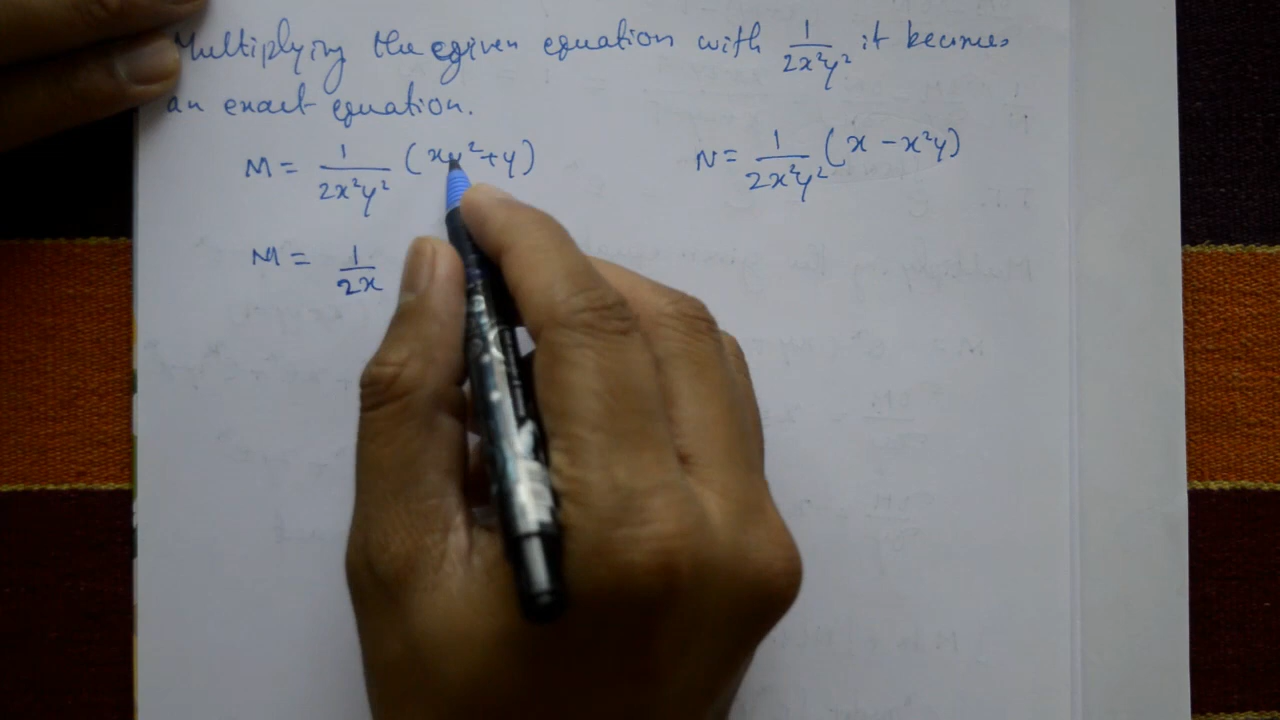 Multiplying the given equation with 1/2x²y² it becomes
an exact equation.
M = 1/2x²y² (xy²+y) N = 1/2x²y² (x - x²y)
M = 1/2x